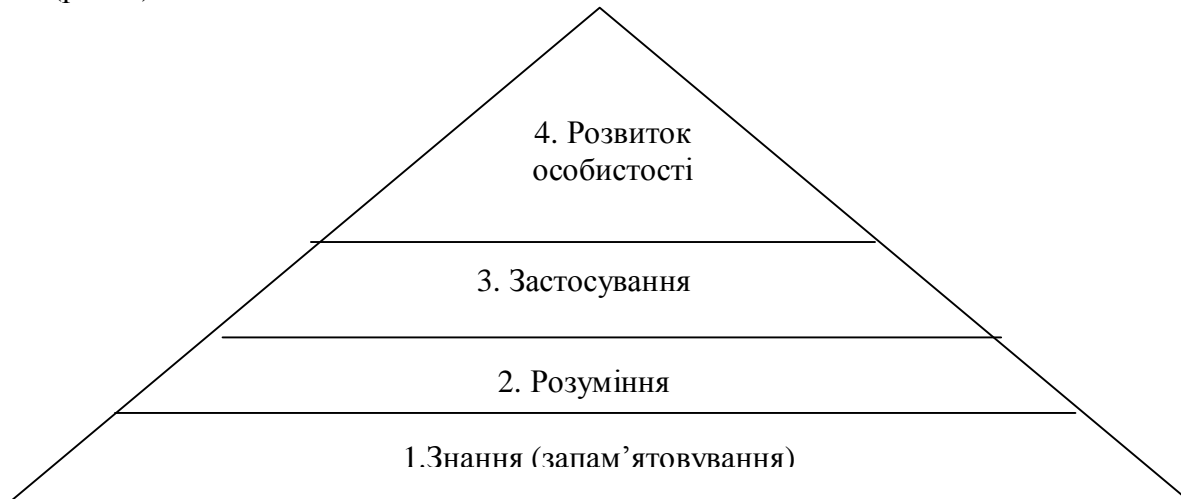 4. Розвиток
особистості
3. Застосування
2. Розуміння
1.Знання (запам’ятовування)